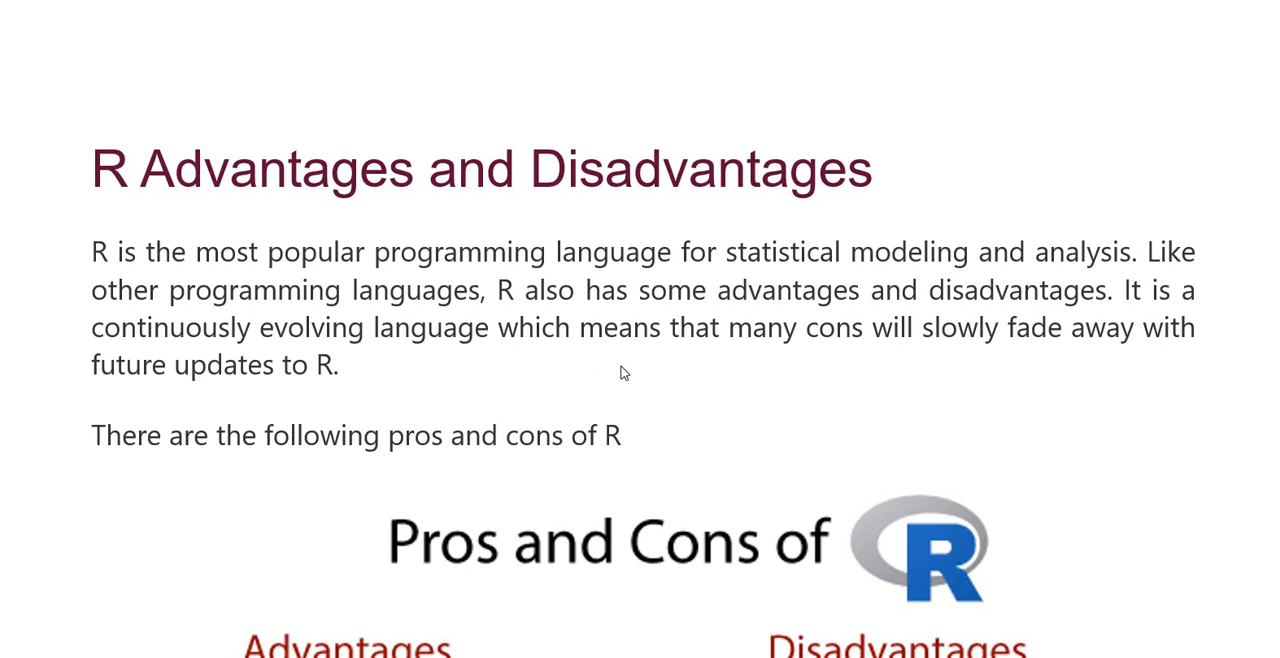 R Advantages and Disadvantages
R is the most popular programming language for statistical modeling and analysis. Like
other programming languages, R also has some advantages and disadvantages. It is a
continuously evolving language which means that many cons will slowly fade away with
future updates to R.
There are the following pros and cons of R
Pros and Cons of R
Advantages Disadvantages